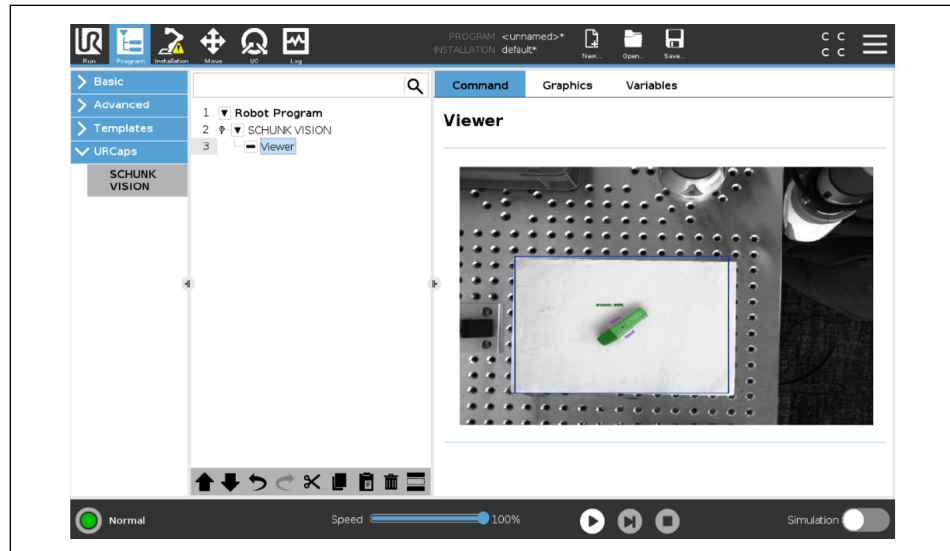 UR
Run
Program
Installation
Move
I/O
Log
PROGRAM <unnamed>*
INSTALLATION default*
New...
Open...
Save...
C C
C C
Basic
Advanced
Templates
URCaps
SCHUNK
VISION
1 Robot Program
2 SCHUNK VISION
3 Viewer
Command Graphics Variables
Viewer
Normal
Speed
100%
Simulation